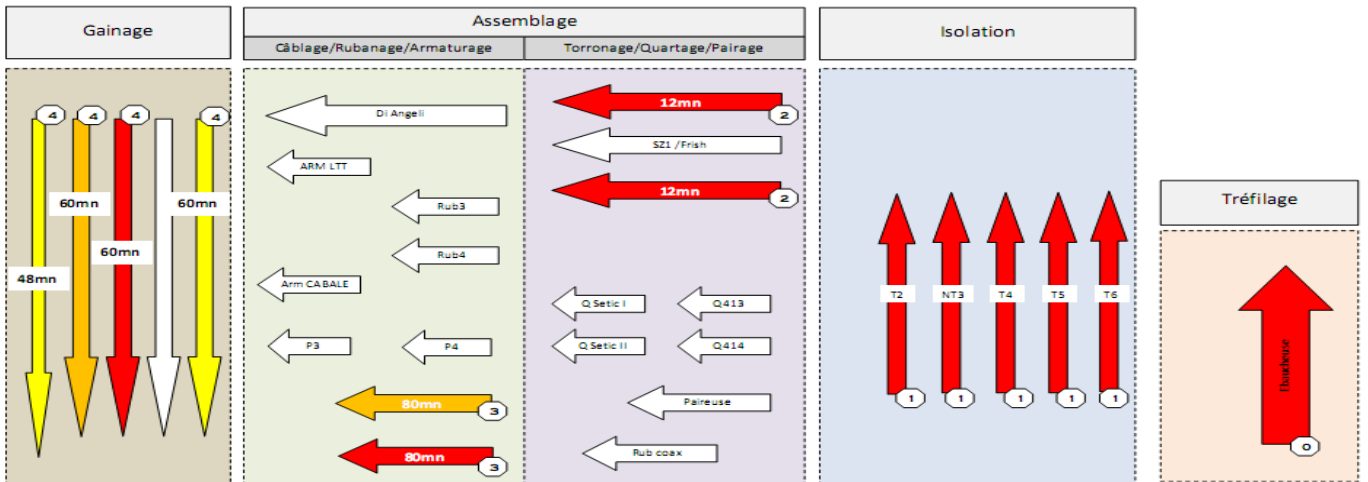 Gainage
Assemblage
Câblage/Rubanage/Armaturage
Torronage/Quartage/Pairage
Isolation
Tréfilage
4
4
4
4
60mn
60mn
60mn
48mn
Di Angeli
ARM LTT
Rub3
Rub4
Arm CABALE
P3
P4
80mn
3
80mn
3
12mn
2
SZ1 /Frish
12mn
2
Q Setic I
Q413
Q Setic II
Q414
Paireuse
Rub coax
T2
NT3
T4
T5
T6
1
1
1
1
1
Ebaucheuse
0